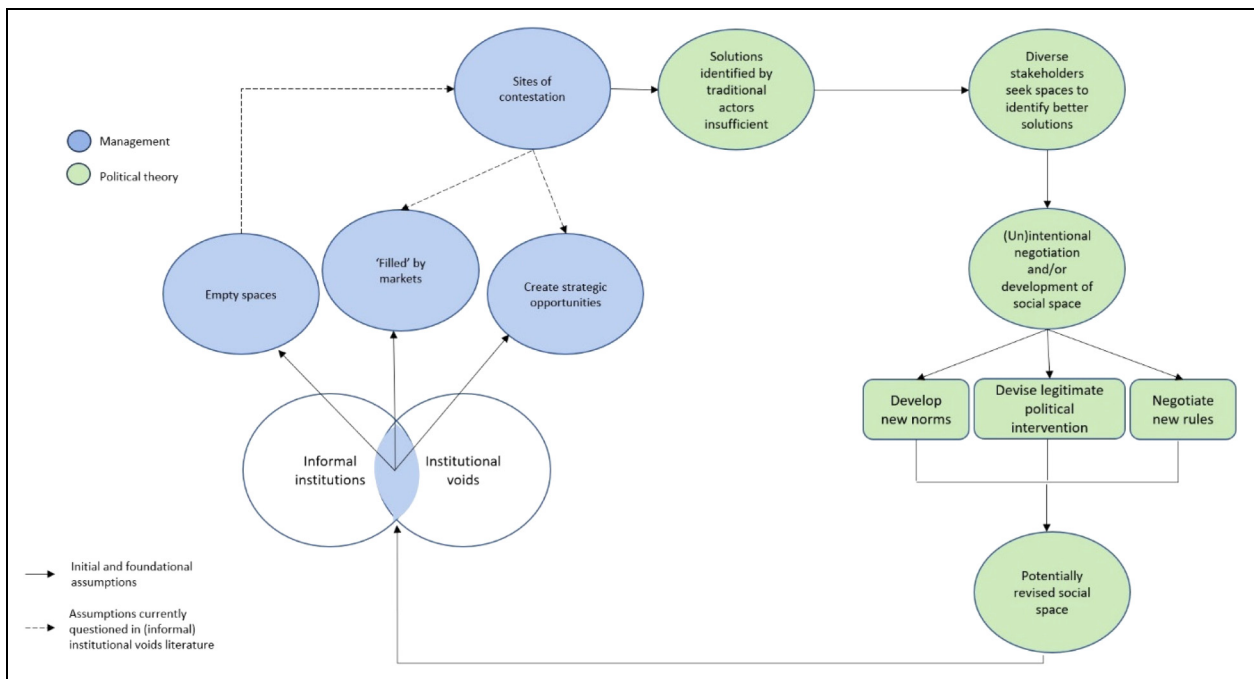 Sites of
contestation
Solutions
identified by
traditional
actors
insufficient
Diverse
stakeholders
seek spaces to
identify better
solutions
Management
Political theory
Empty spaces
‘Filled’ by
markets
Create strategic
opportunities
(Un)intentional
negotiation
and/or
development of
social space
Develop
new norms
Devise legitimate
political
intervention
Negotiate
new rules
Informal
institutions
Institutional
voids
Initial and foundational
assumptions
Assumptions currently
questioned in (informal)
institutional voids literature
Potentially
revised social
space